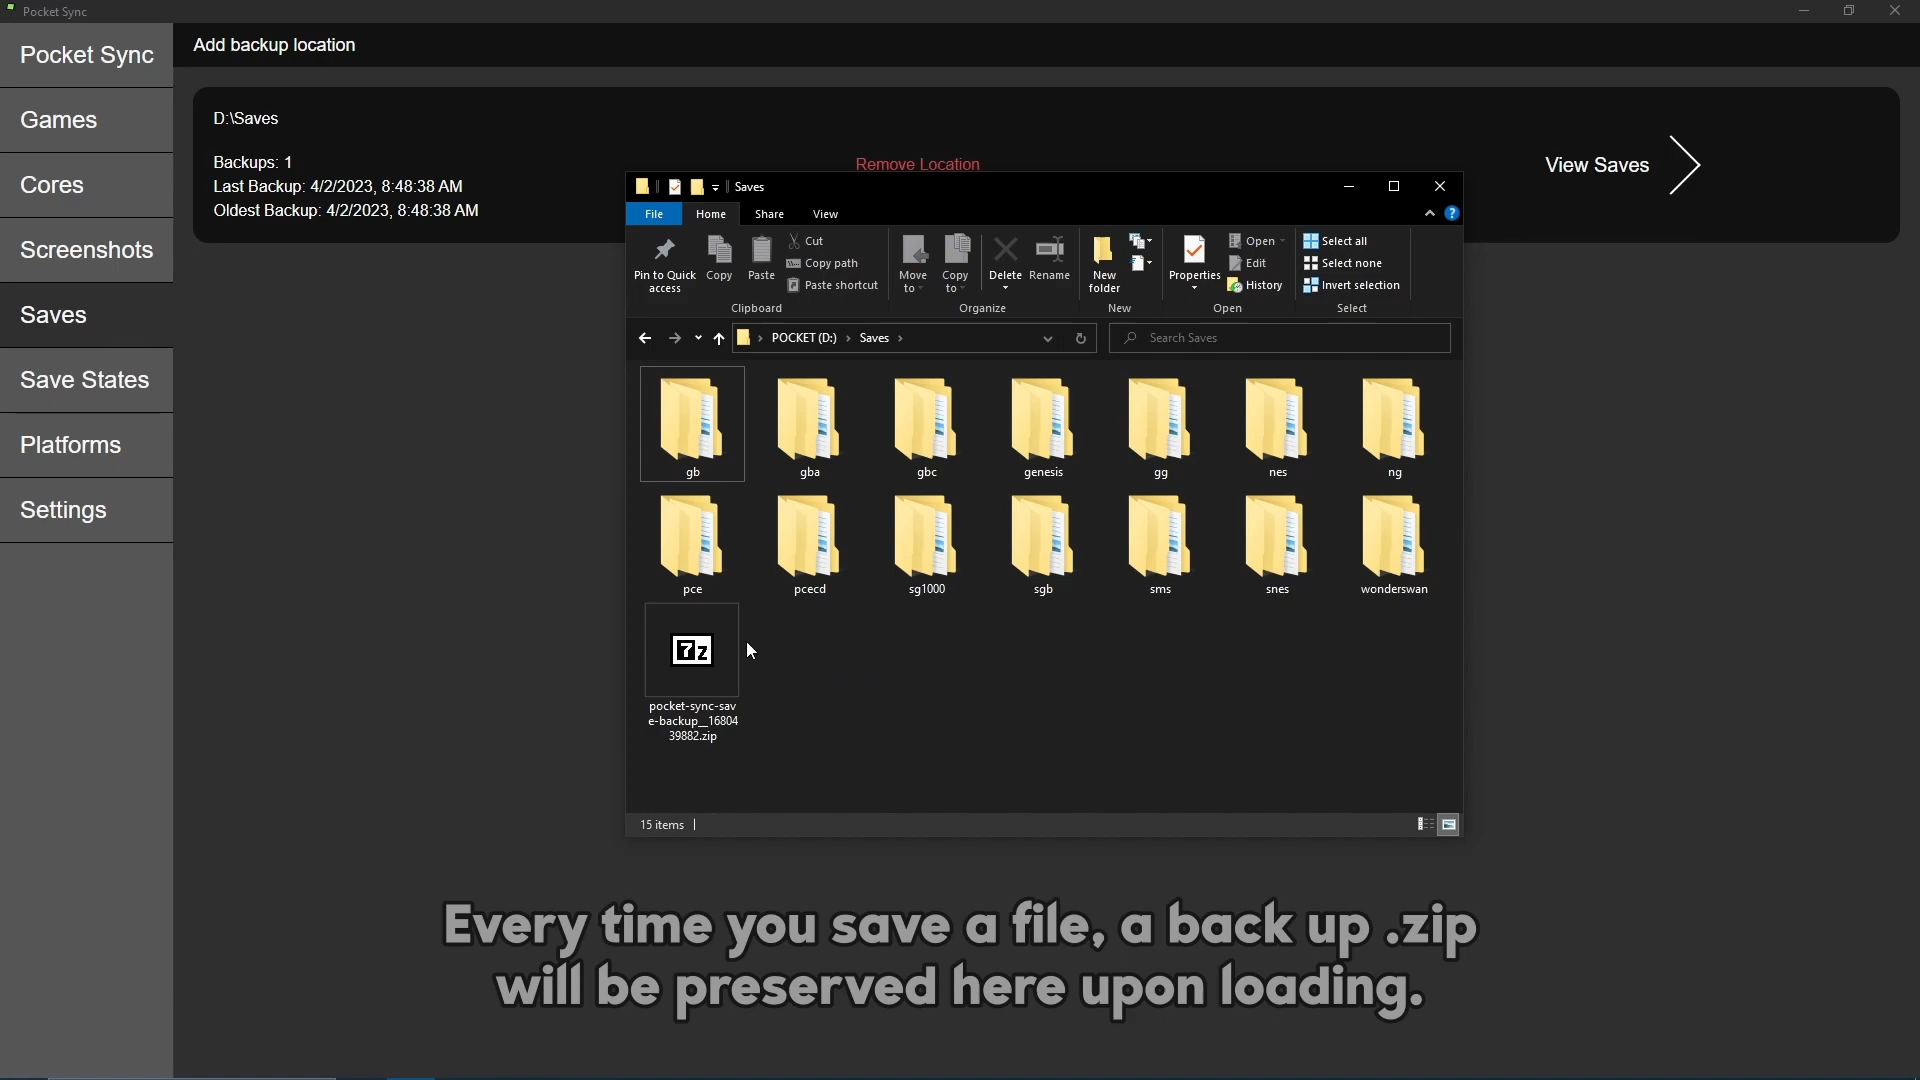 Pocket Sync
Pocket Sync
Games
Cores
Screenshots
Saves
Save States
Platforms
Settings
Add backup location
D:\Saves
Backups: 1
Last Backup: 4/2/2023, 8:48:38 AM
Oldest Backup: 4/2/2023, 8:48:38 AM
Remove Location
View Saves
Saves
File Home Share View
?
Pin to Quick
access
Copy
Paste
Cut
Copy path
Paste shortcut
Clipboard
Move
to
Copy
to
Delete
Rename
Organize
New
folder
New
Properties
Open
Edit
History
Open
Select all
Select none
Invert selection
Select
POCKET (D:) › Saves ›
Search Saves
gb gba gbc genesis gg nes ng
pce pcecd sg1000 sgb sms snes wonderswan
7z
pocket-sync-sav
e-backup__16804
39882.zip
15 items
Every time you save a file, a back up .zip
will be preserved here upon loading.